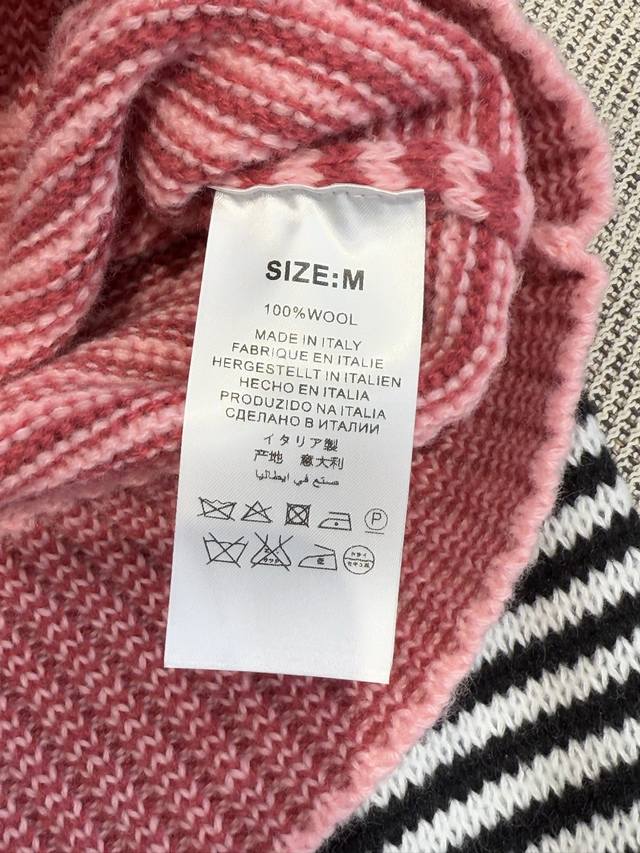 SIZE:M
100%WOOL
MADE IN ITALY
FABRIQUE EN ITALIE
HERGESTELLT IN ITALIEN
HECHO EN ITALIA
PRODUZIDO NA ITALIA
СДЕЛАНО В ИТАЛИИ
イタリア製
产地 意大利
صنع في ايطاليا
P